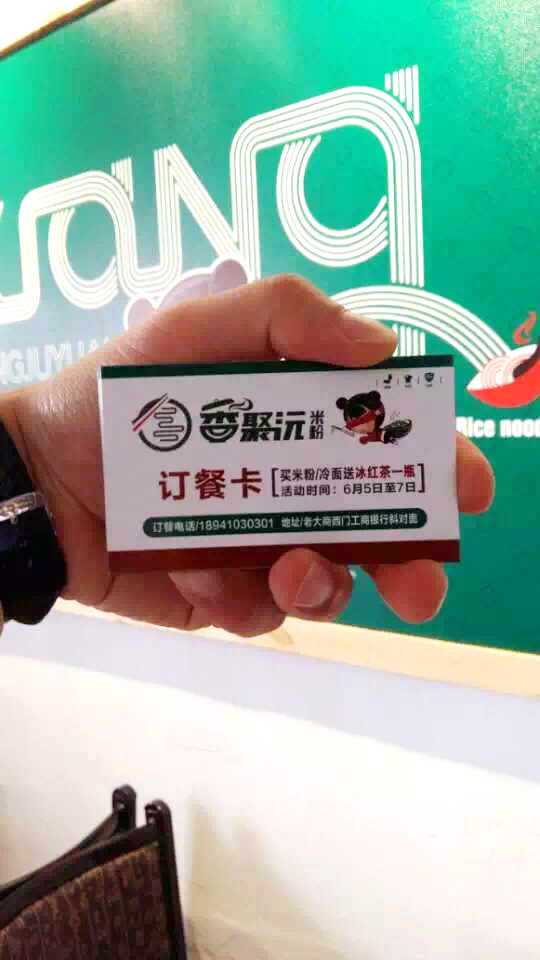 ang
NGJUYUAN
Rice nood
香聚沅米粉
订餐卡
买米粉/冷面送冰红茶一瓶
活动时间：6月5日至7日
订餐电话/18941030301 地址/老大商西门工商银行斜对面